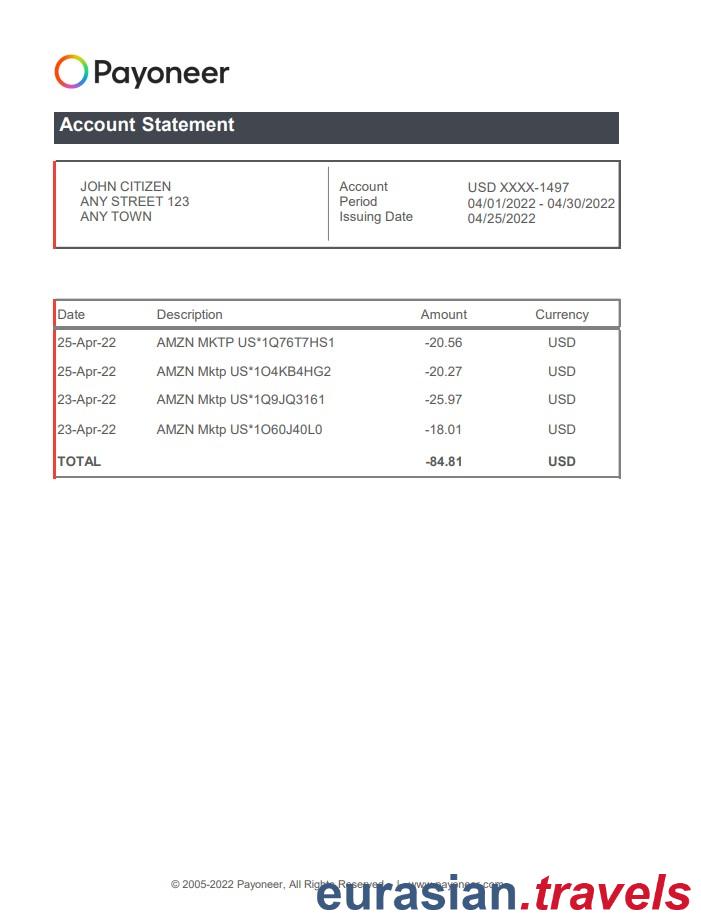 Payoneer
Account Statement
JOHN CITIZEN
ANY STREET 123
ANY TOWN
Account USD XXXX-1497
Period 04/01/2022 - 04/30/2022
Issuing Date 04/25/2022
Date Description Amount Currency
25-Apr-22 AMZN MKTP US*1Q76T7HS1 -20.56 USD
25-Apr-22 AMZN Mktp US*1O4KB4HG2 -20.27 USD
23-Apr-22 AMZN Mktp US*1Q9JQ3161 -25.97 USD
23-Apr-22 AMZN Mktp US*1O60J40L0 -18.01 USD
TOTAL -84.81 USD
© 2005-2022 Payoneer, All Rights Reserved | www.payoneer.com
eurasian.travels